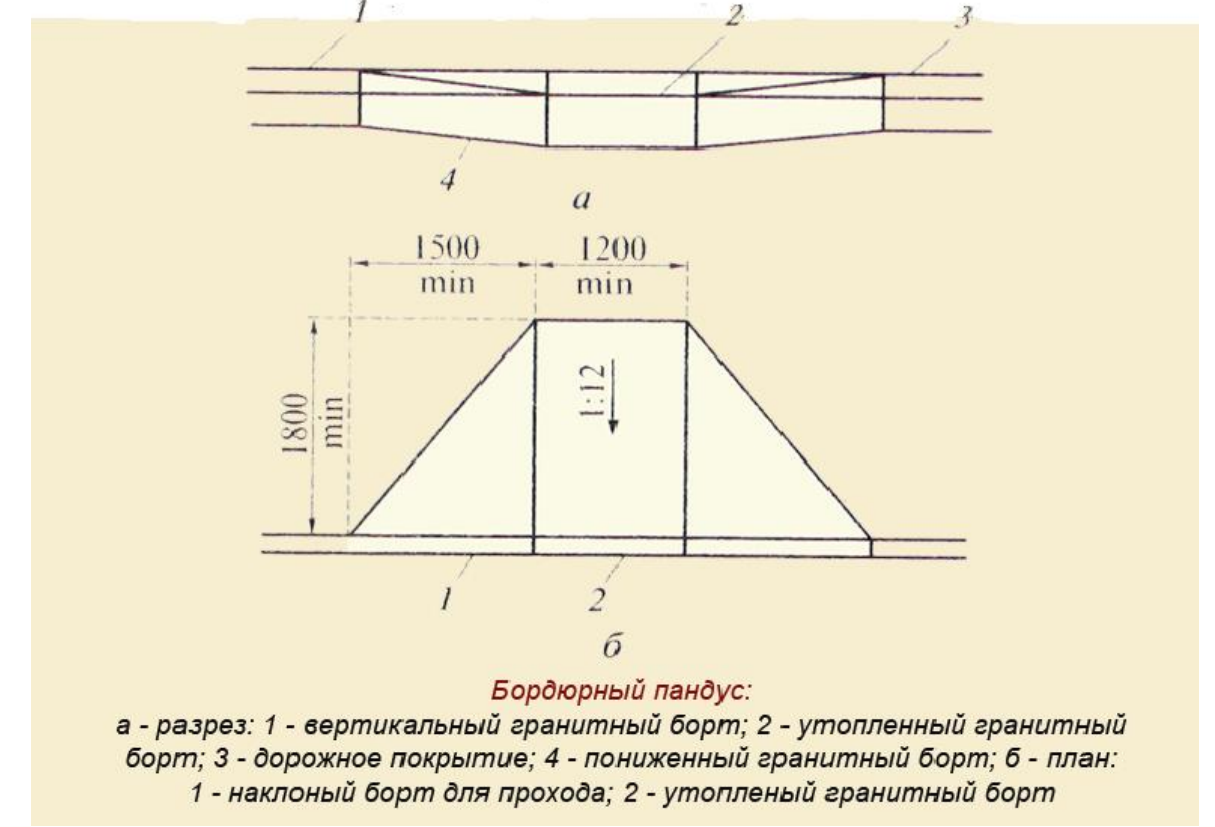 1 2 3
4
а
1500 1200
min min
1:12
1800
min
1 2
б
Бордюрный пандус:
а - разрез: 1 - вертикальный гранитный борт; 2 - утопленный гранитный
борт; 3 - дорожное покрытие; 4 - пониженный гранитный борт; б - план:
1 - наклоный борт для прохода; 2 - утопленый гранитный борт